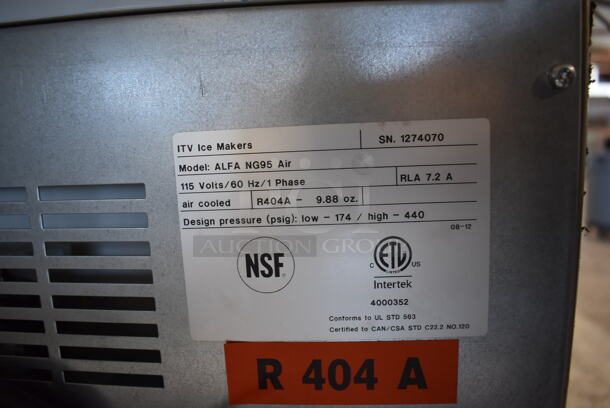 ITV Ice Makers SN. 1274070
Model: ALFA NG95 Air
115 Volts/60 Hz/1 Phase RLA 7.2 A
air cooled R404A - 9.88 oz.
Design pressure (psig): low - 174 / high - 440
08-12
AUCTION GROUP
NSF®
C ETL US
LISTED
Intertek
4000352
Conforms to UL STD 563
Certified to CAN/CSA STD C22.2 NO.120
R 404 A